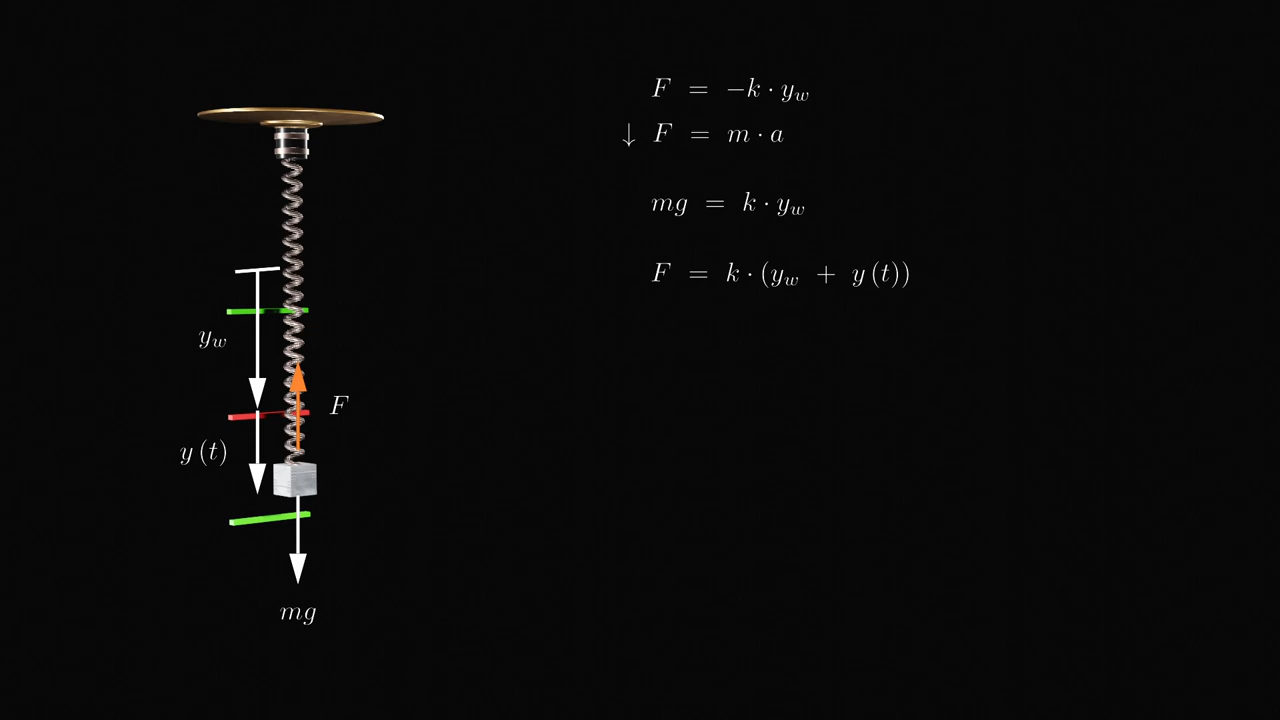 F = −k · y_w
↓ F = m · a
mg = k · y_w
F = k · (y_w + y (t))
y_w
F
y (t)
mg